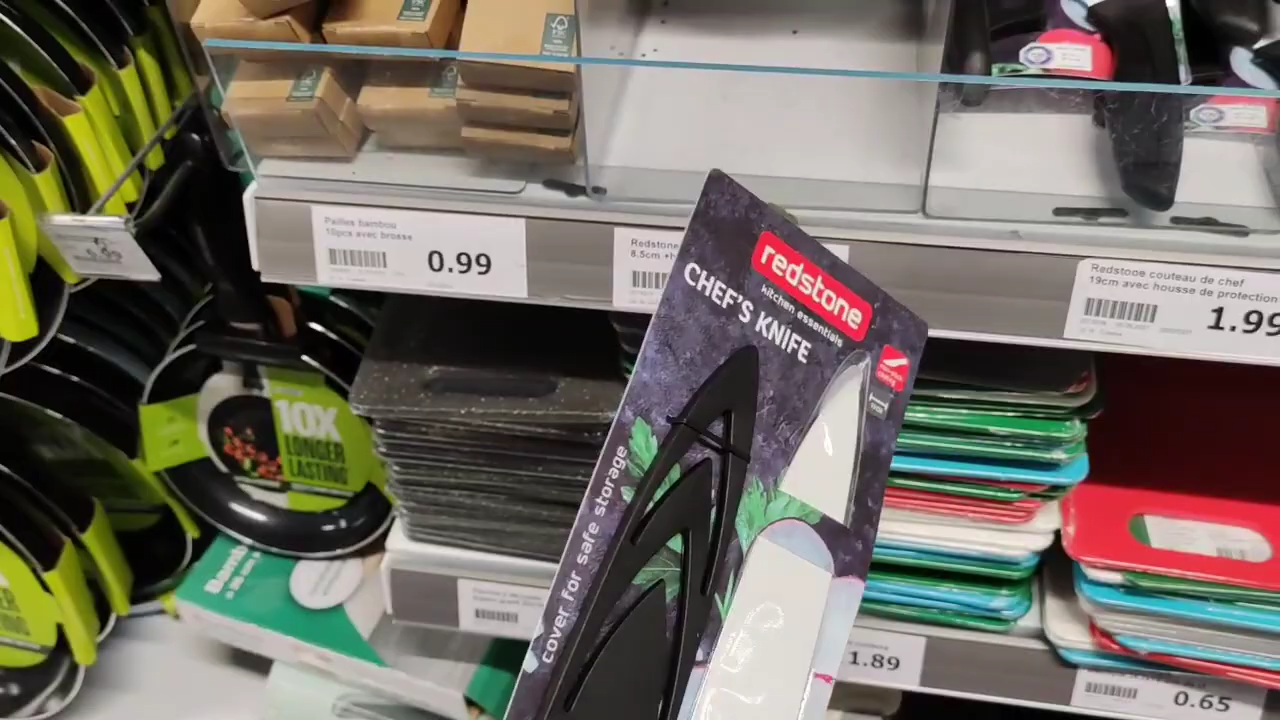 Pailles bambou
10pcs avec brosse
0.99
Redstone
8.5cm +h
Redstone couteau de chef
19cm avec housse de protection
1.99
redstone
kitchen essentials
CHEF'S KNIFE
cover for safe storage
10X
LONGER
LASTING
1.89
0.65